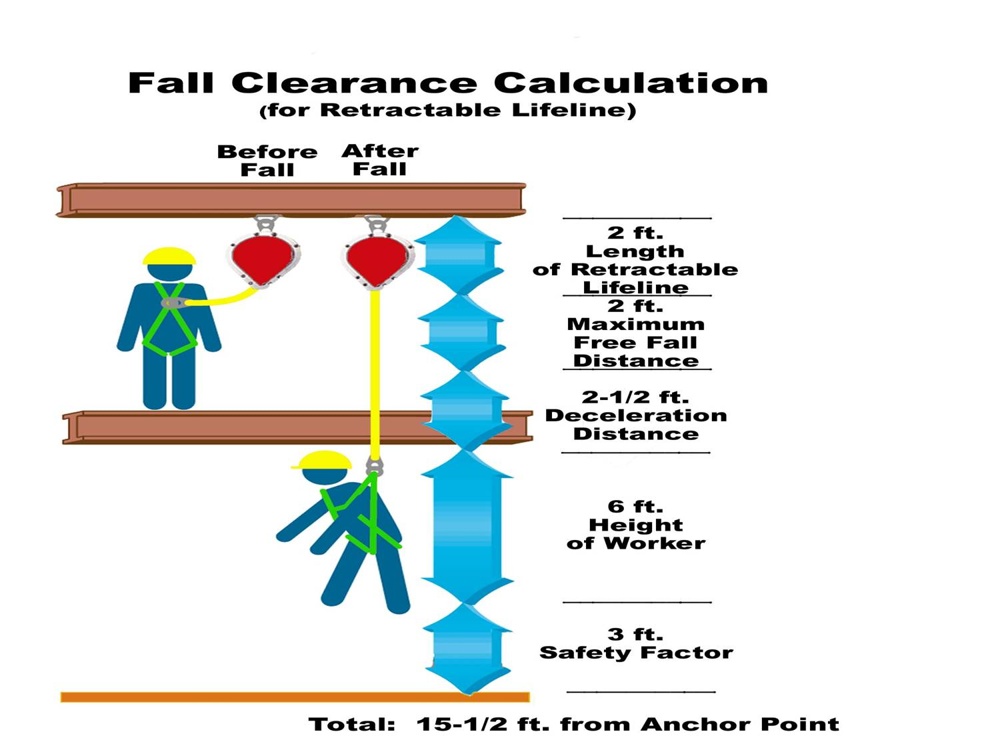 Fall Clearance Calculation
(for Retractable Lifeline)
Before
Fall
After
Fall
2 ft.
Length
of Retractable
Lifeline
2 ft.
Maximum
Free Fall
Distance
2-1/2 ft.
Deceleration
Distance
6 ft.
Height
of Worker
3 ft.
Safety Factor
Total:  15-1/2 ft. from Anchor Point